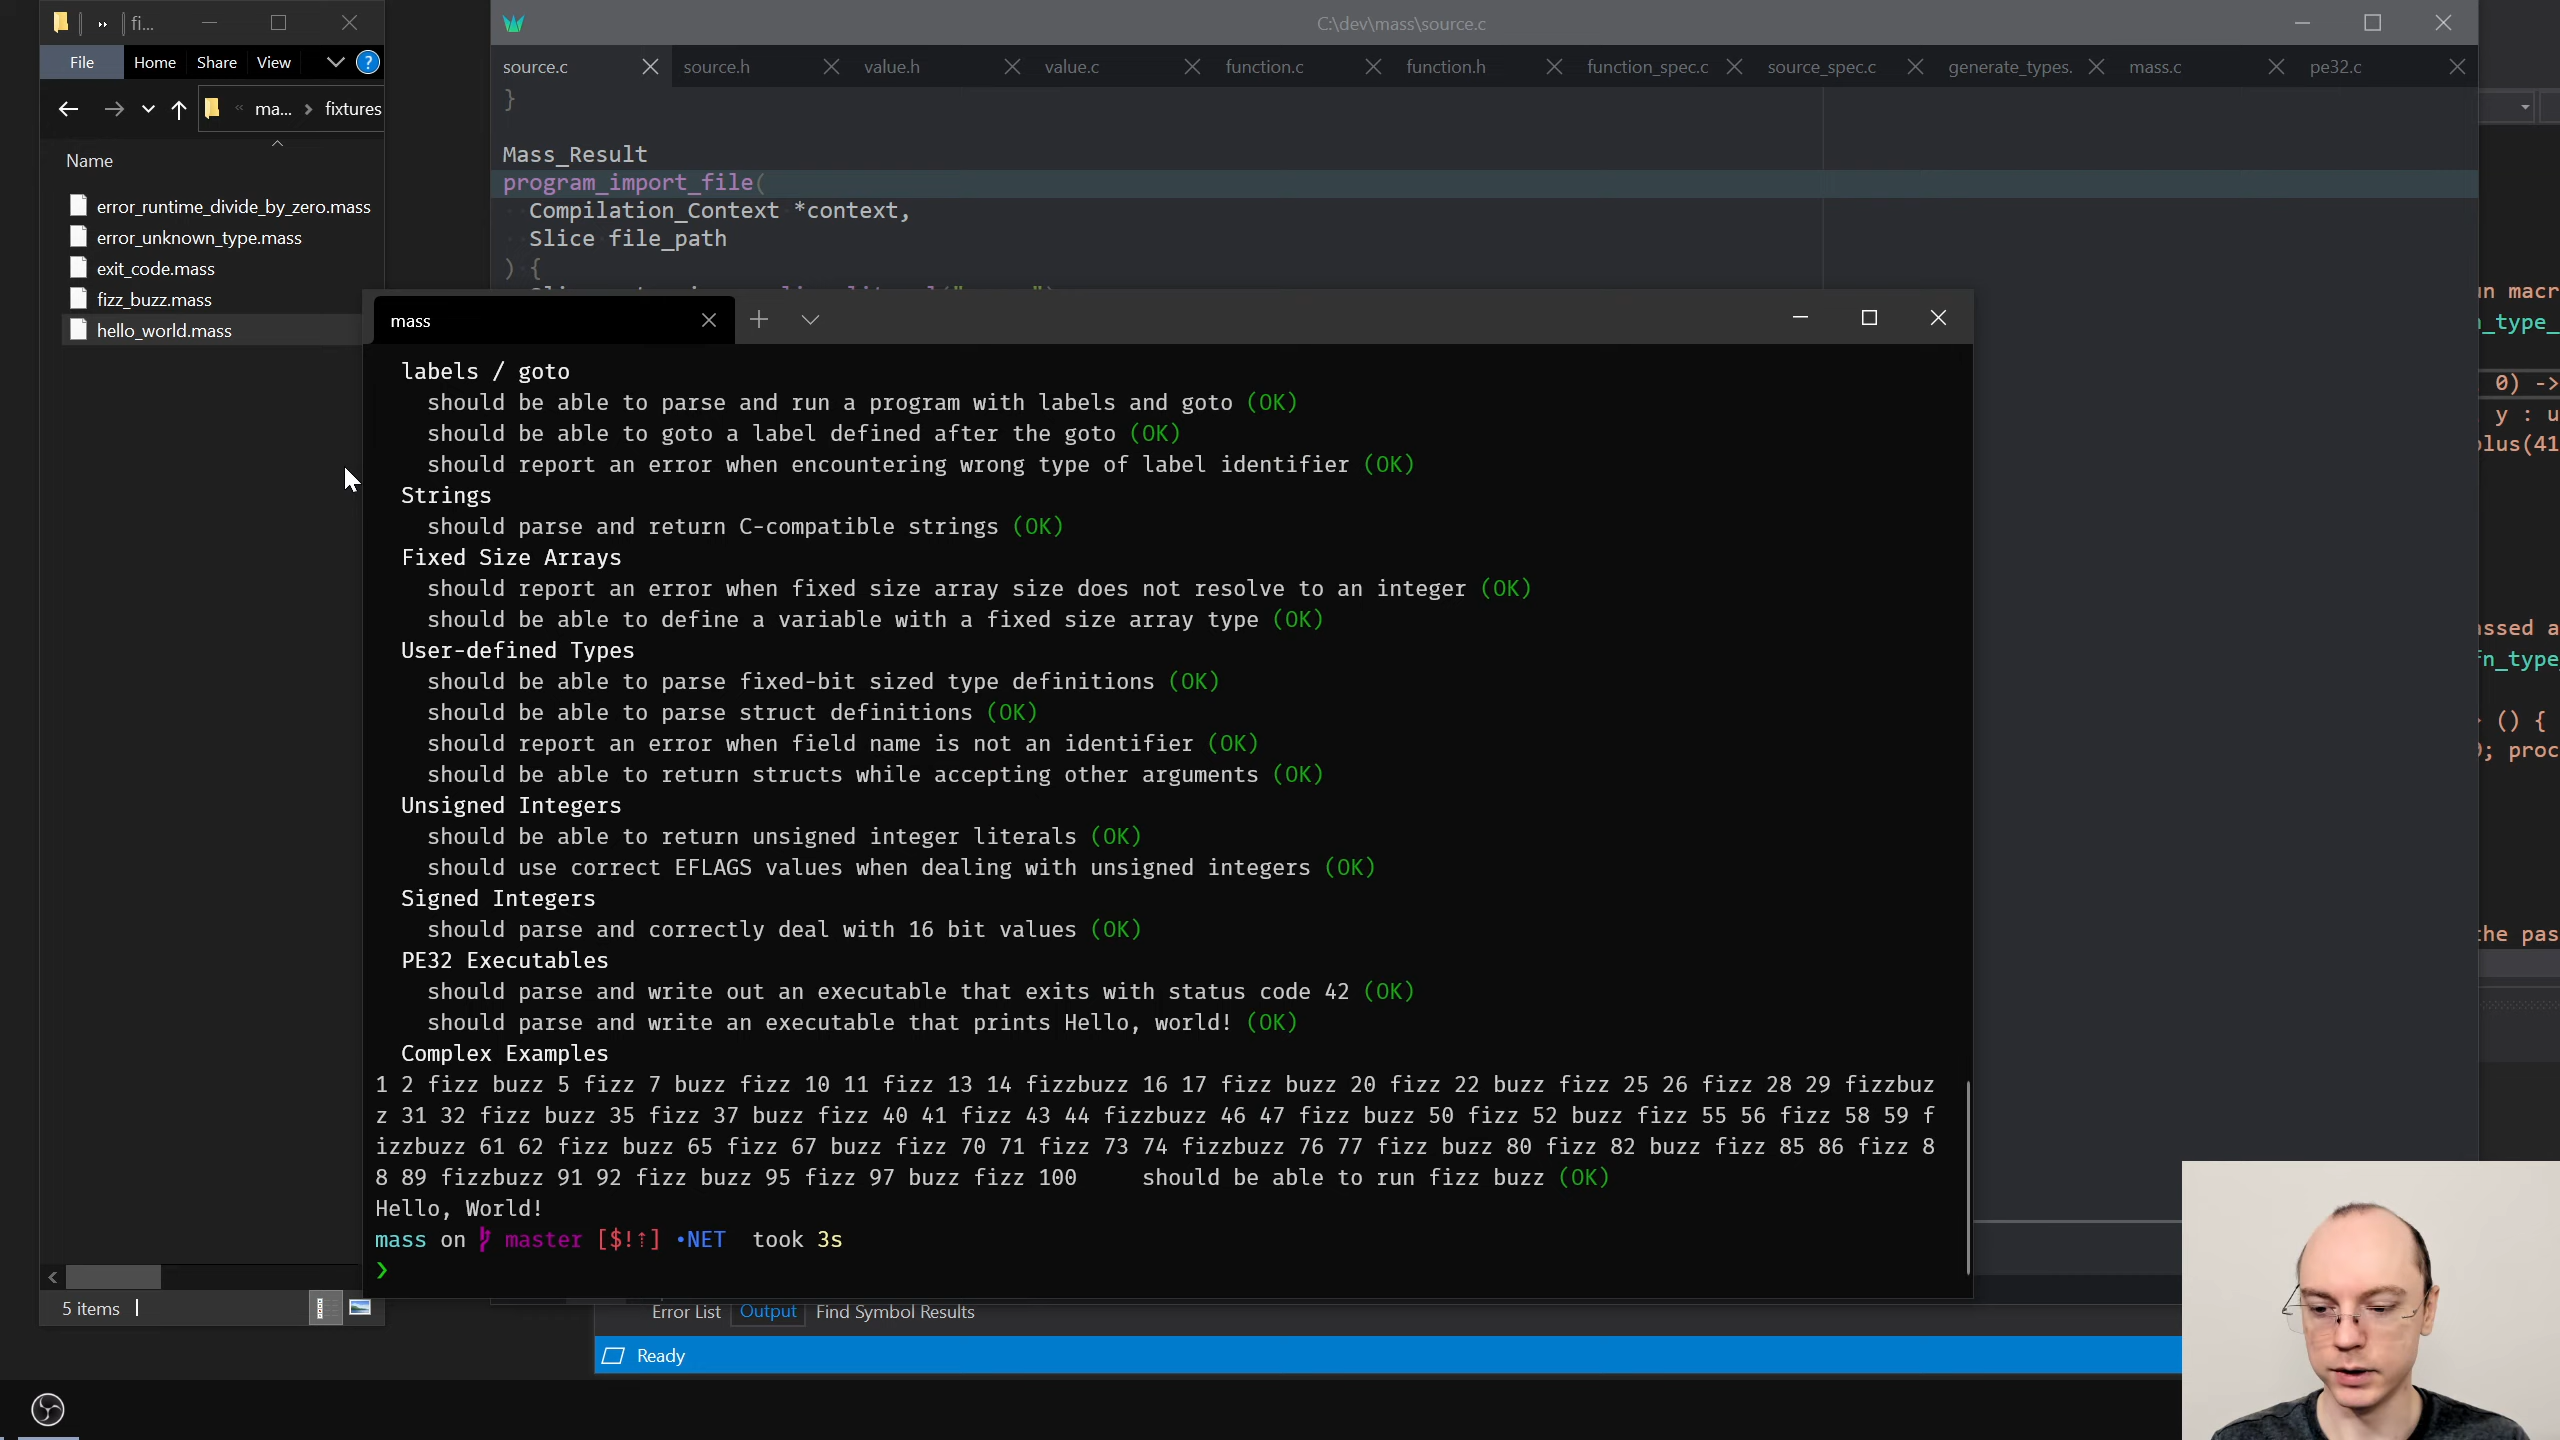 fi...
File Home Share View
ma... fixtures
Name
error_runtime_divide_by_zero.mass
error_unknown_type.mass
exit_code.mass
fizz_buzz.mass
hello_world.mass
5 items
C:\dev\mass\source.c
source.c source.h value.h value.c function.c function.h function_spec.c source_spec.c generate_types. mass.c pe32.c
}
Mass_Result
program_import_file(
Compilation_Context *context,
Slice file_path
) {
mass
labels / goto
should be able to parse and run a program with labels and goto (OK)
should be able to goto a label defined after the goto (OK)
should report an error when encountering wrong type of label identifier (OK)
Strings
should parse and return C-compatible strings (OK)
Fixed Size Arrays
should report an error when fixed size array size does not resolve to an integer (OK)
should be able to define a variable with a fixed size array type (OK)
User-defined Types
should be able to parse fixed-bit sized type definitions (OK)
should be able to parse struct definitions (OK)
should report an error when field name is not an identifier (OK)
should be able to return structs while accepting other arguments (OK)
Unsigned Integers
should be able to return unsigned integer literals (OK)
should use correct EFLAGS values when dealing with unsigned integers (OK)
Signed Integers
should parse and correctly deal with 16 bit values (OK)
PE32 Executables
should parse and write out an executable that exits with status code 42 (OK)
should parse and write an executable that prints Hello, world! (OK)
Complex Examples
1 2 fizz buzz 5 fizz 7 buzz fizz 10 11 fizz 13 14 fizzbuzz 16 17 fizz buzz 20 fizz 22 buzz fizz 25 26 fizz 28 29 fizzbuz
z 31 32 fizz buzz 35 fizz 37 buzz fizz 40 41 fizz 43 44 fizzbuzz 46 47 fizz buzz 50 fizz 52 buzz fizz 55 56 fizz 58 59 f
izzbuzz 61 62 fizz buzz 65 fizz 67 buzz fizz 70 71 fizz 73 74 fizzbuzz 76 77 fizz buzz 80 fizz 82 buzz fizz 85 86 fizz 8
8 89 fizzbuzz 91 92 fizz buzz 95 fizz 97 buzz fizz 100 should be able to run fizz buzz (OK)
Hello, World!
mass on master [$!⇡] •NET took 3s
❯
Error List Output Find Symbol Results
Ready
n macr
_type_
0) ->
y : u
plus(41
ssed a
fn_type
() {
); proc
the pas